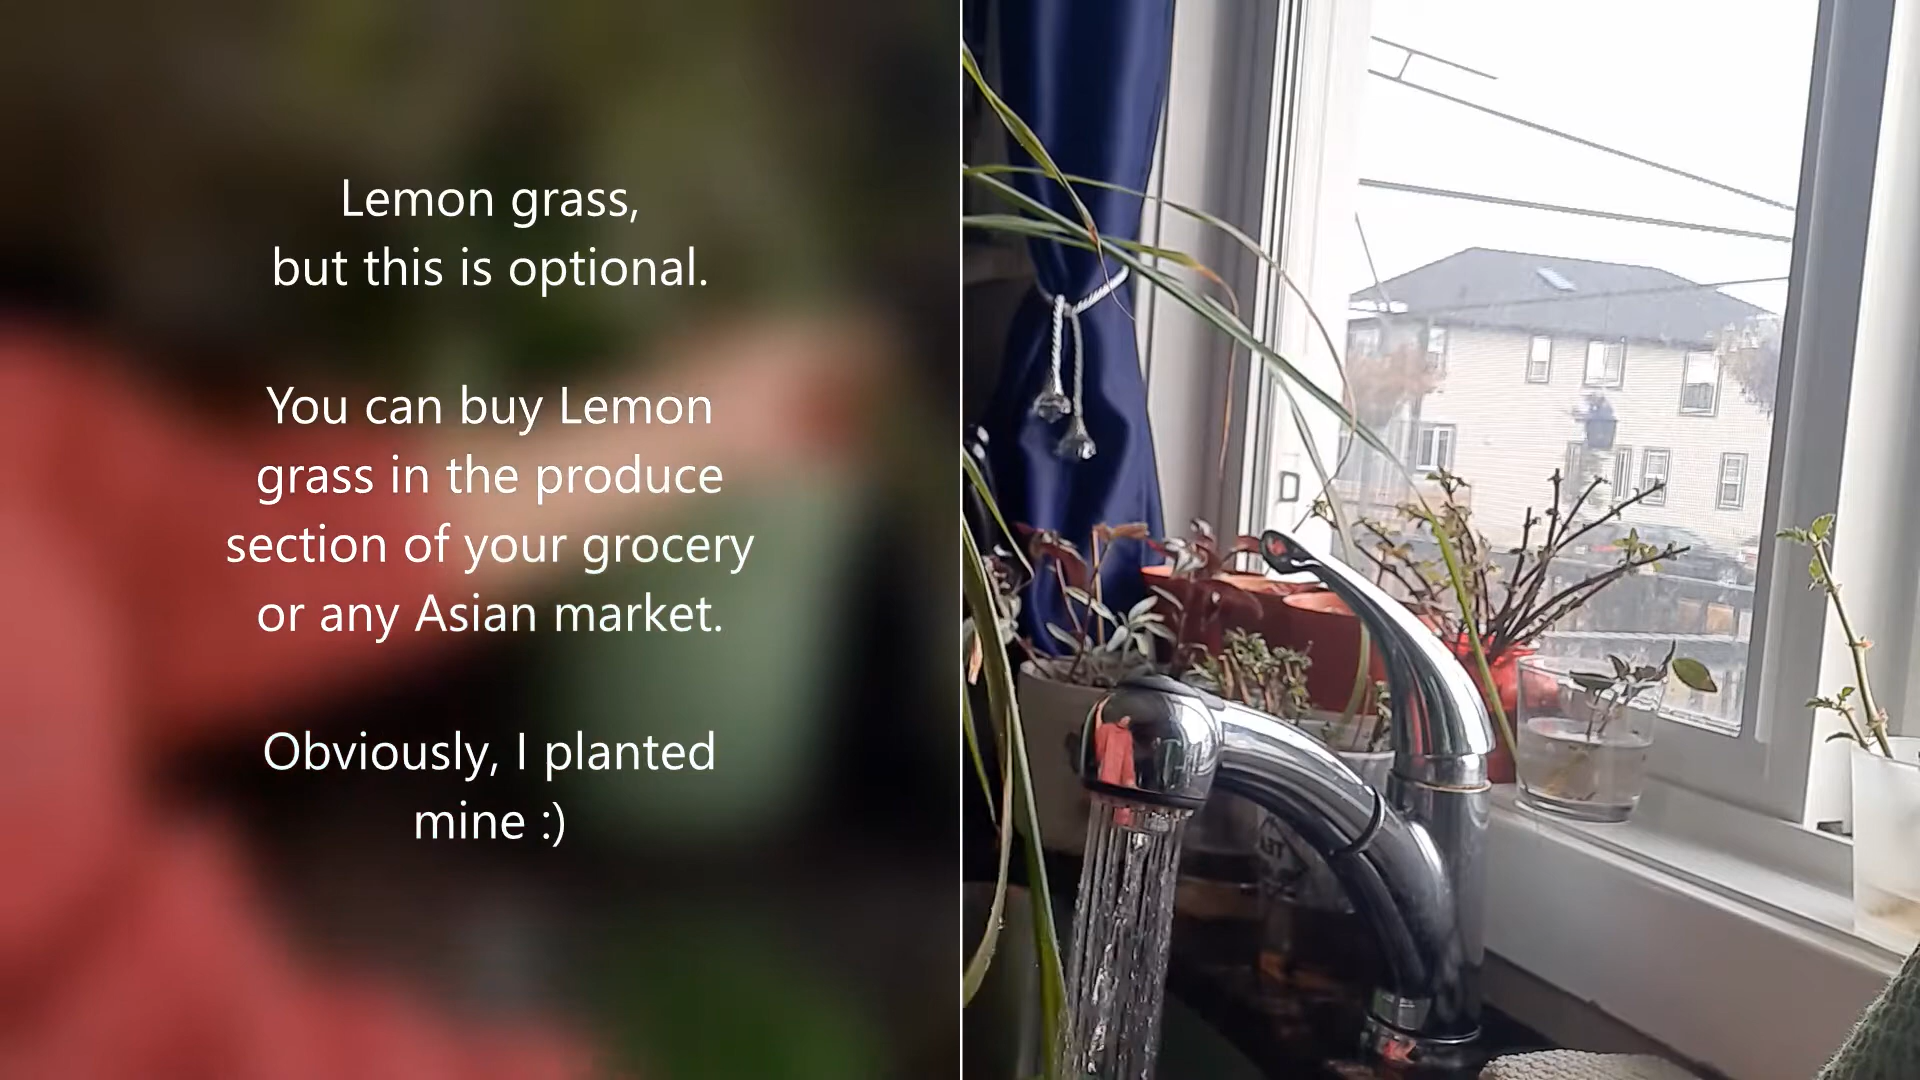 Lemon grass,
but this is optional.
You can buy Lemon
grass in the produce
section of your grocery
or any Asian market.
Obviously, I planted
mine :)